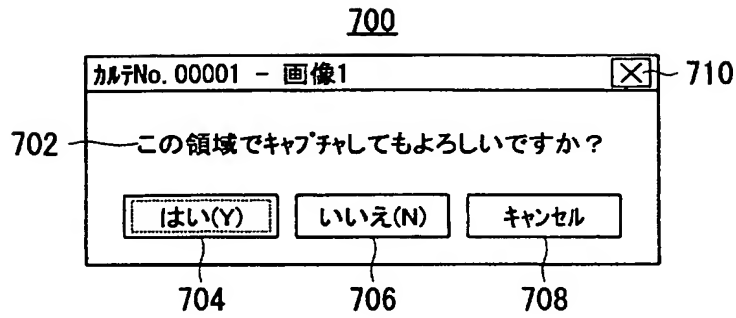 700
ｶﾙﾃNo. 00001 - 画像1
710
702
この領域でｷｬﾌﾟﾁｬしてもよろしいですか？
はい(Y)
いいえ(N)
ｷｬﾝｾﾙ
704
706
708